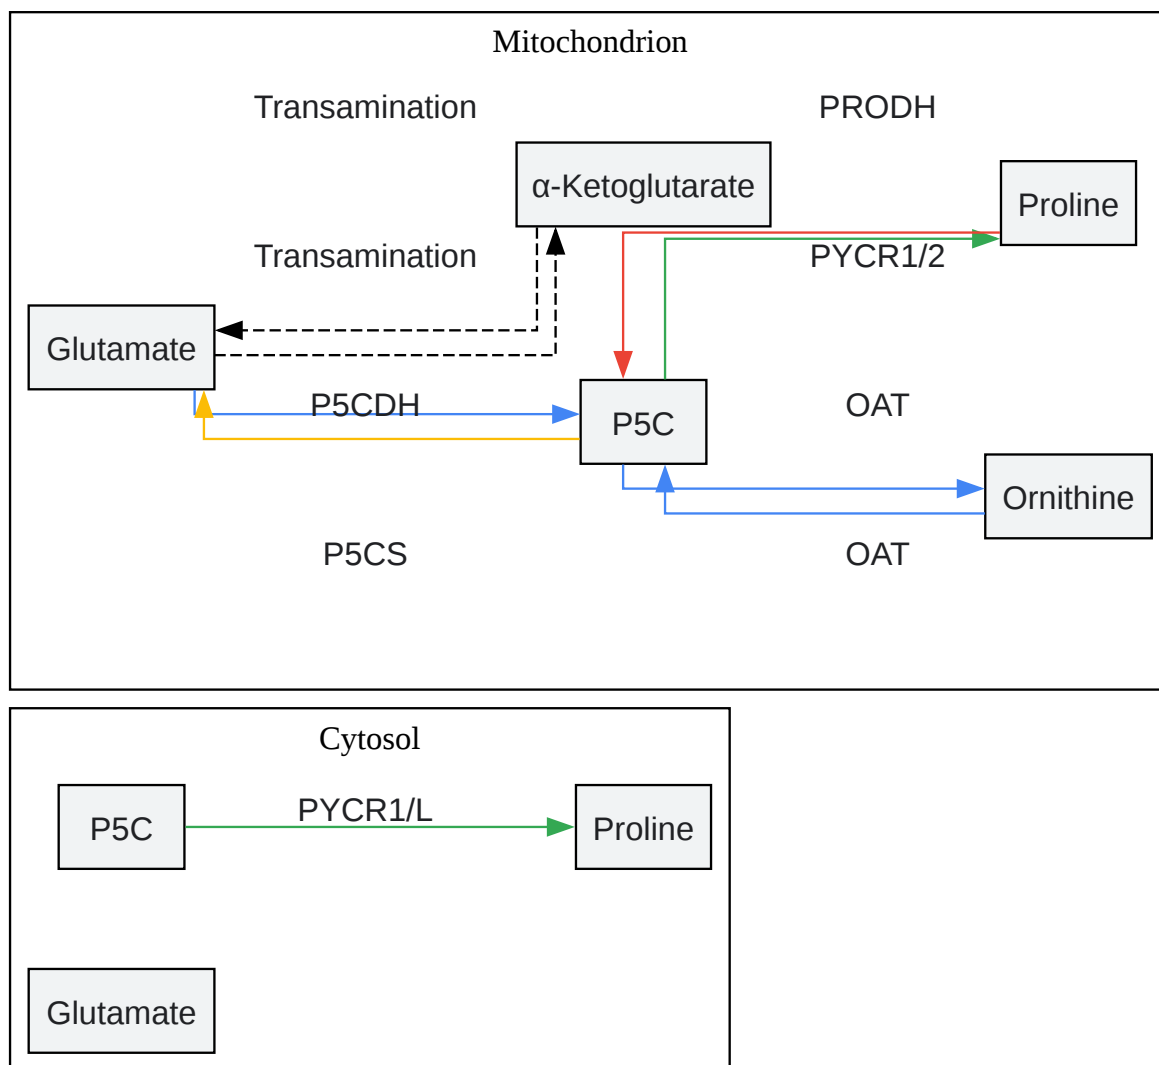 Mitochondrion
Transamination
PRODH
α-Ketoglutarate
Proline
Transamination
PYCR1/2
Glutamate
P5CDH
P5C
OAT
Ornithine
P5CS
OAT
Cytosol
P5C
PYCR1/L
Proline
Glutamate